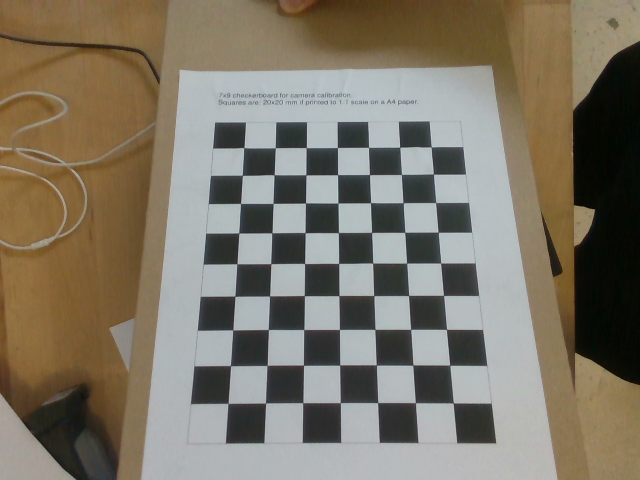 7x9 checkerboard for camera calibration.
Squares are: 20x20 mm if printed to 1:1 scale on a A4 paper.